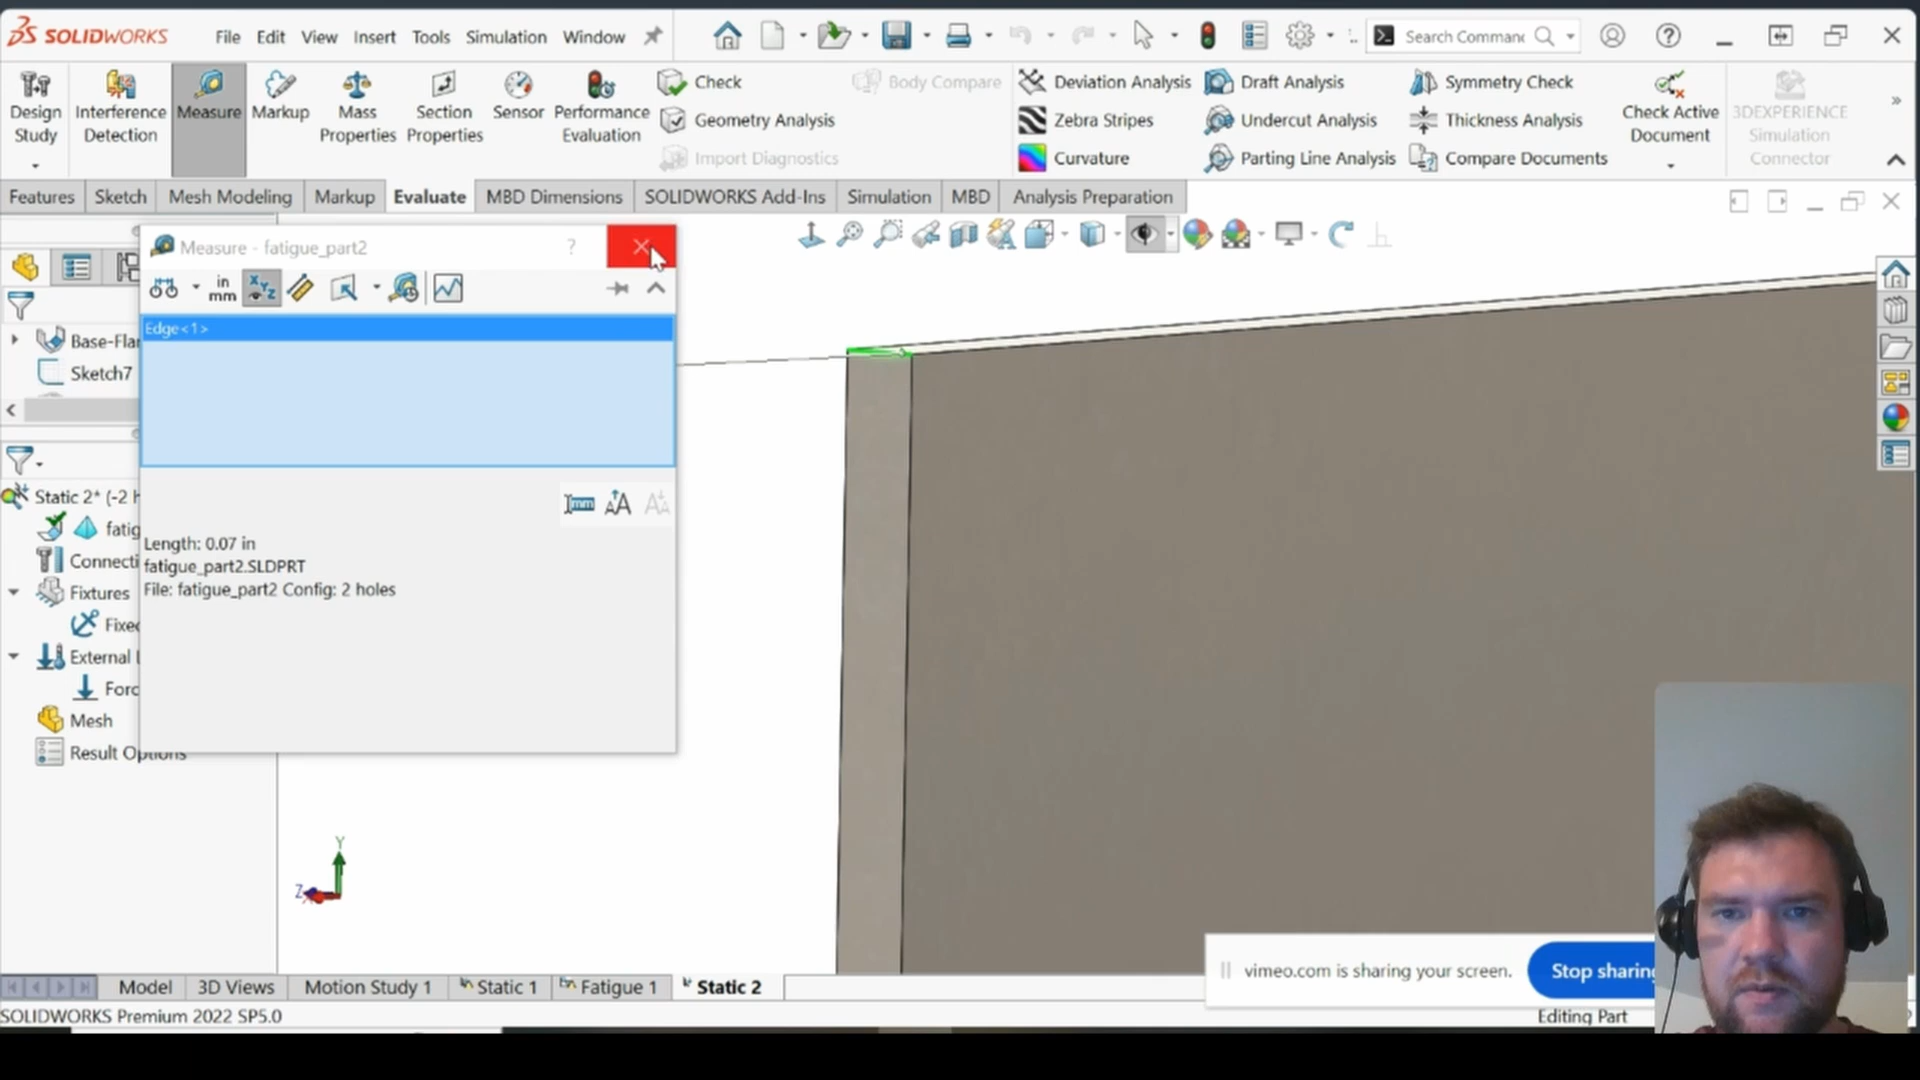 SOLIDWORKS File Edit View Insert Tools Simulation Window Search Comman
Design Study
Interference Detection
Measure
Markup
Mass Properties
Section Properties
Sensor
Performance Evaluation
Check
Geometry Analysis
Import Diagnostics
Body Compare
Deviation Analysis
Zebra Stripes
Curvature
Draft Analysis
Undercut Analysis
Parting Line Analysis
Symmetry Check
Thickness Analysis
Compare Documents
Check Active Document
3DEXPERIENCE Simulation Connector
Features Sketch Mesh Modeling Markup Evaluate MBD Dimensions SOLIDWORKS Add-Ins Simulation MBD Analysis Preparation
Measure - fatigue_part2 ?
in
mm
XYZ
Edge<1>
mm
Length: 0.07 in
fatigue_part2.SLDPRT
File: fatigue_part2 Config: 2 holes
Base-Flan
Sketch7
Static 2* (-2 h
fatig
Connecti
Fixtures
Fixed
External L
Forc
Mesh
Result Options
Y
Z
vimeo.com is sharing your screen. Stop sharing
Model 3D Views Motion Study 1 Static 1 Fatigue 1 Static 2
SOLIDWORKS Premium 2022 SP5.0 Editing Part